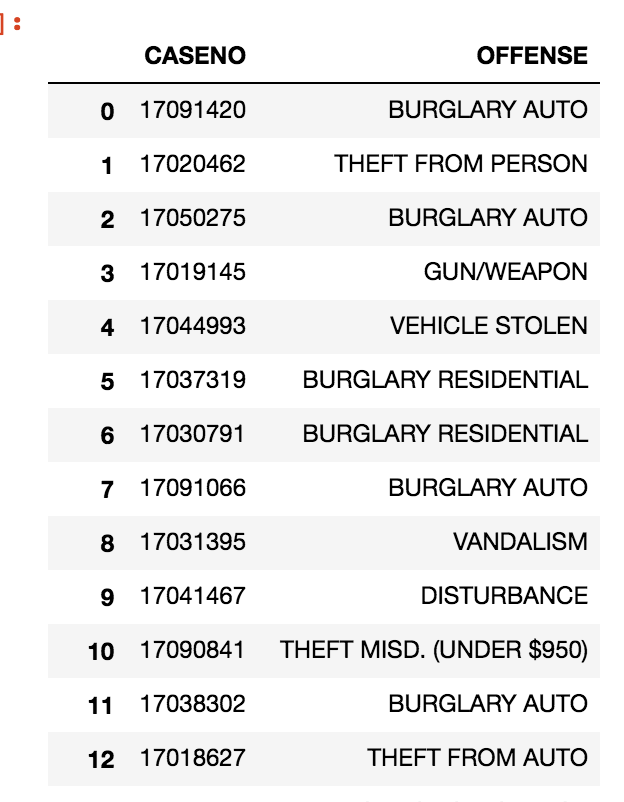 ]:
CASENO OFFENSE
0 17091420 BURGLARY AUTO
1 17020462 THEFT FROM PERSON
2 17050275 BURGLARY AUTO
3 17019145 GUN/WEAPON
4 17044993 VEHICLE STOLEN
5 17037319 BURGLARY RESIDENTIAL
6 17030791 BURGLARY RESIDENTIAL
7 17091066 BURGLARY AUTO
8 17031395 VANDALISM
9 17041467 DISTURBANCE
10 17090841 THEFT MISD. (UNDER $950)
11 17038302 BURGLARY AUTO
12 17018627 THEFT FROM AUTO